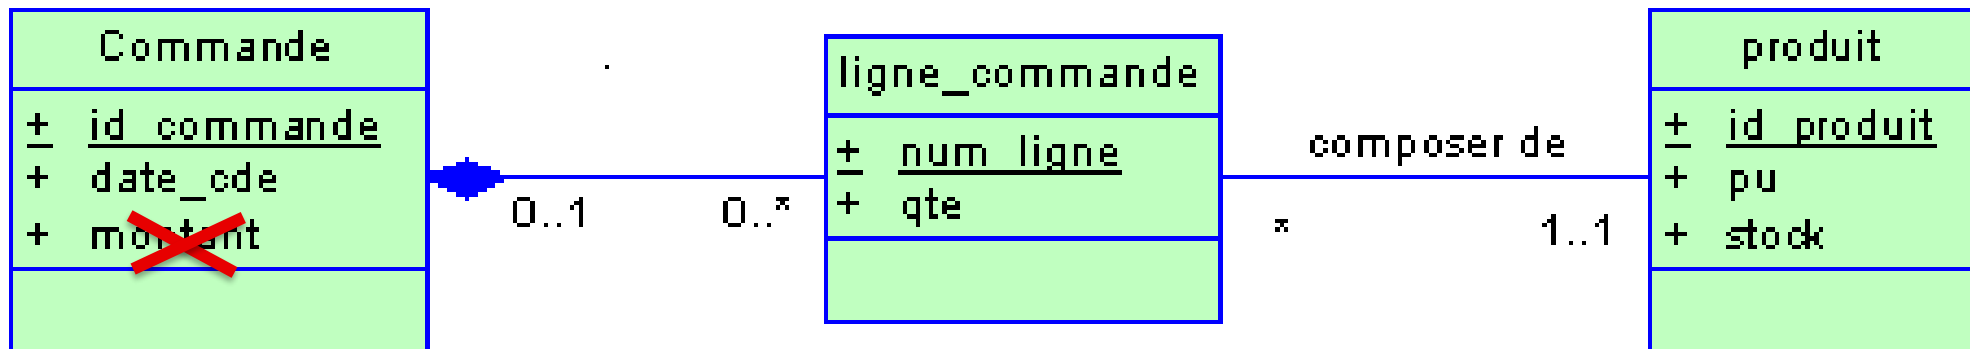 Commande
+ id_commande
+ date_cde
+ montant
0..1
0..*
ligne_commande
+ num_ligne
+ qte
composer de
*
1..1
produit
+ id_produit
+ pu
+ stock